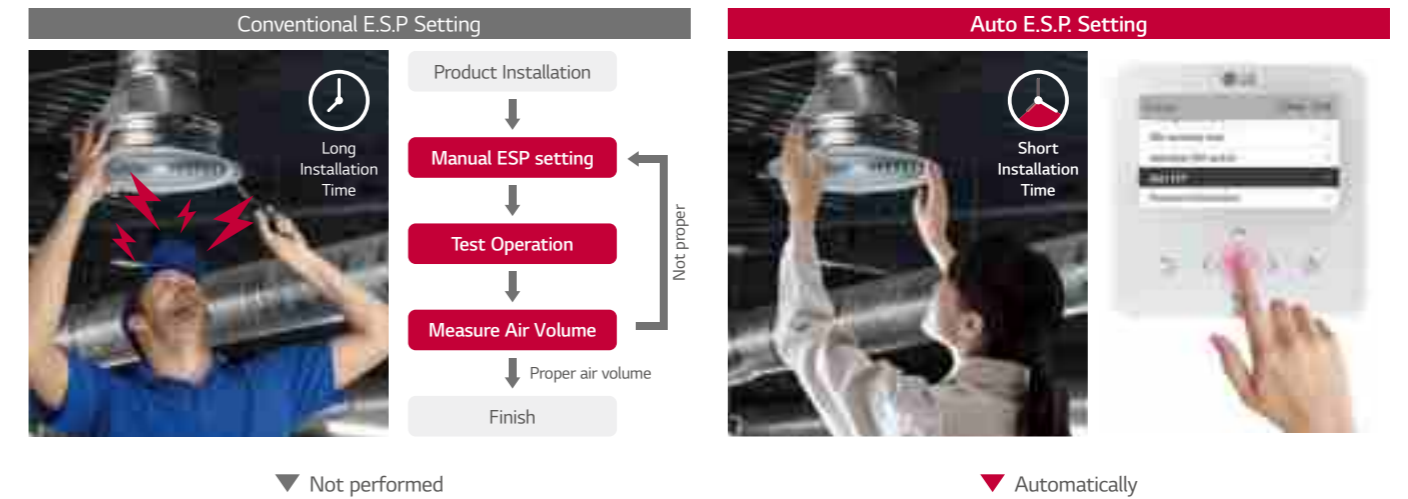 Conventional E.S.P Setting
Long
Installation
Time
Product Installation
Manual ESP setting
Test Operation
Measure Air Volume
Not proper
Proper air volume
Finish
Not performed
Auto E.S.P. Setting
Short
Installation
Time
LG
Automatically